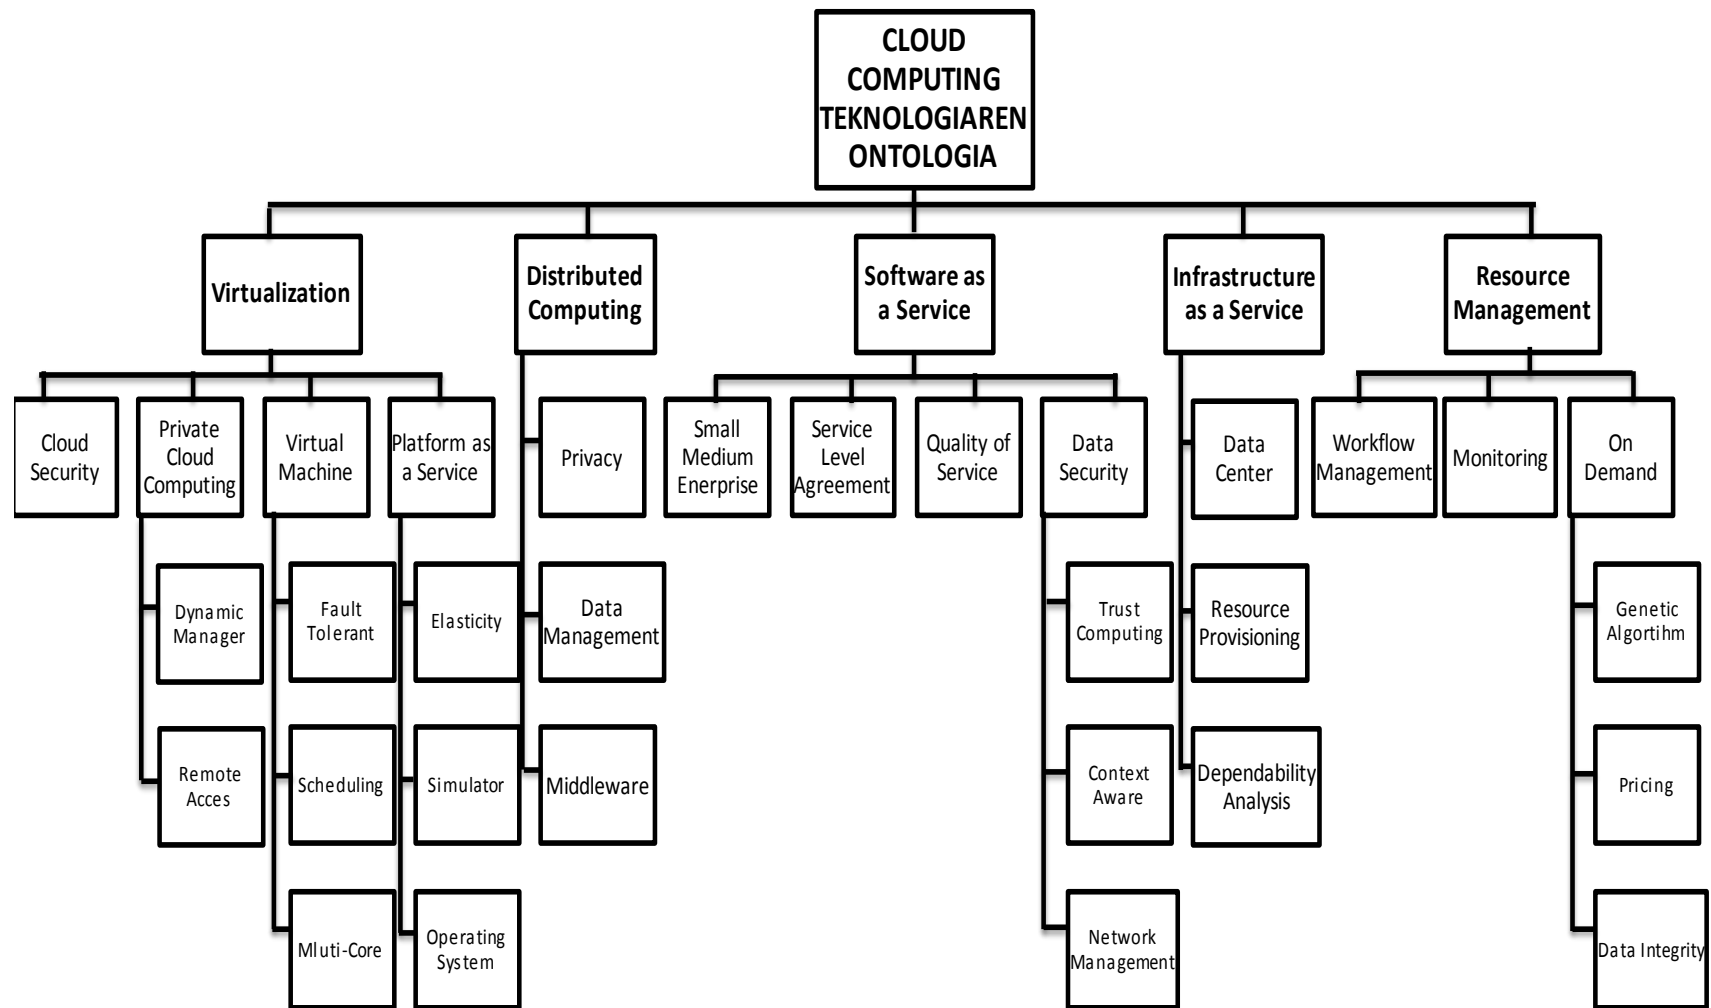 CLOUD
COMPUTING
TEKNOLOGIAREN
ONTOLOGIA
Virtualization
Distributed
Computing
Software as
a Service
Infrastructure
as a Service
Resource
Management
Cloud
Security
Private
Cloud
Computing
Virtual
Machine
Platform as
a Service
Privacy
Small
Medium
Enerprise
Service
Level
Agreement
Quality of
Service
Data
Security
Data
Center
Workflow
Management
Monitoring
On
Demand
Dynamic
Manager
Fault
Tolerant
Elasticity
Data
Management
Trust
Computing
Resource
Provisioning
Genetic
Algortihm
Remote
Acces
Scheduling
Simulator
Middleware
Context
Aware
Dependability
Analysis
Pricing
Mluti-Core
Operating
System
Network
Management
Data Integrity